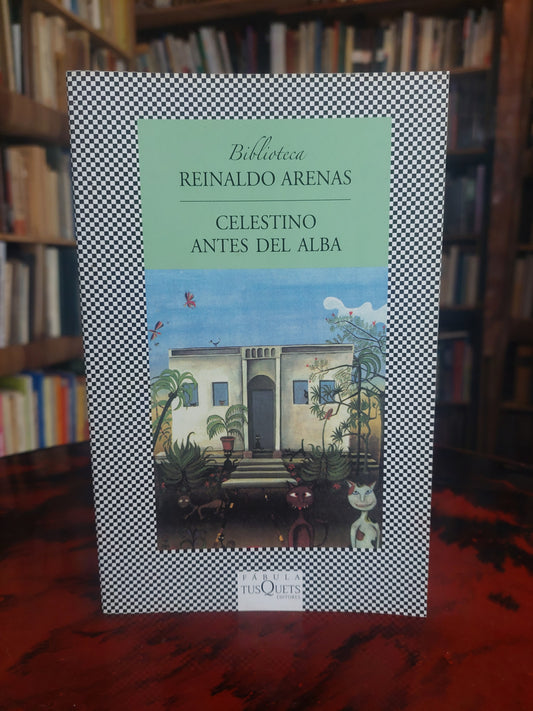 Biblioteca
REINALDO ARENAS
CELESTINO
ANTES DEL ALBA
FÁBULA
TUSQUETS
EDITORES